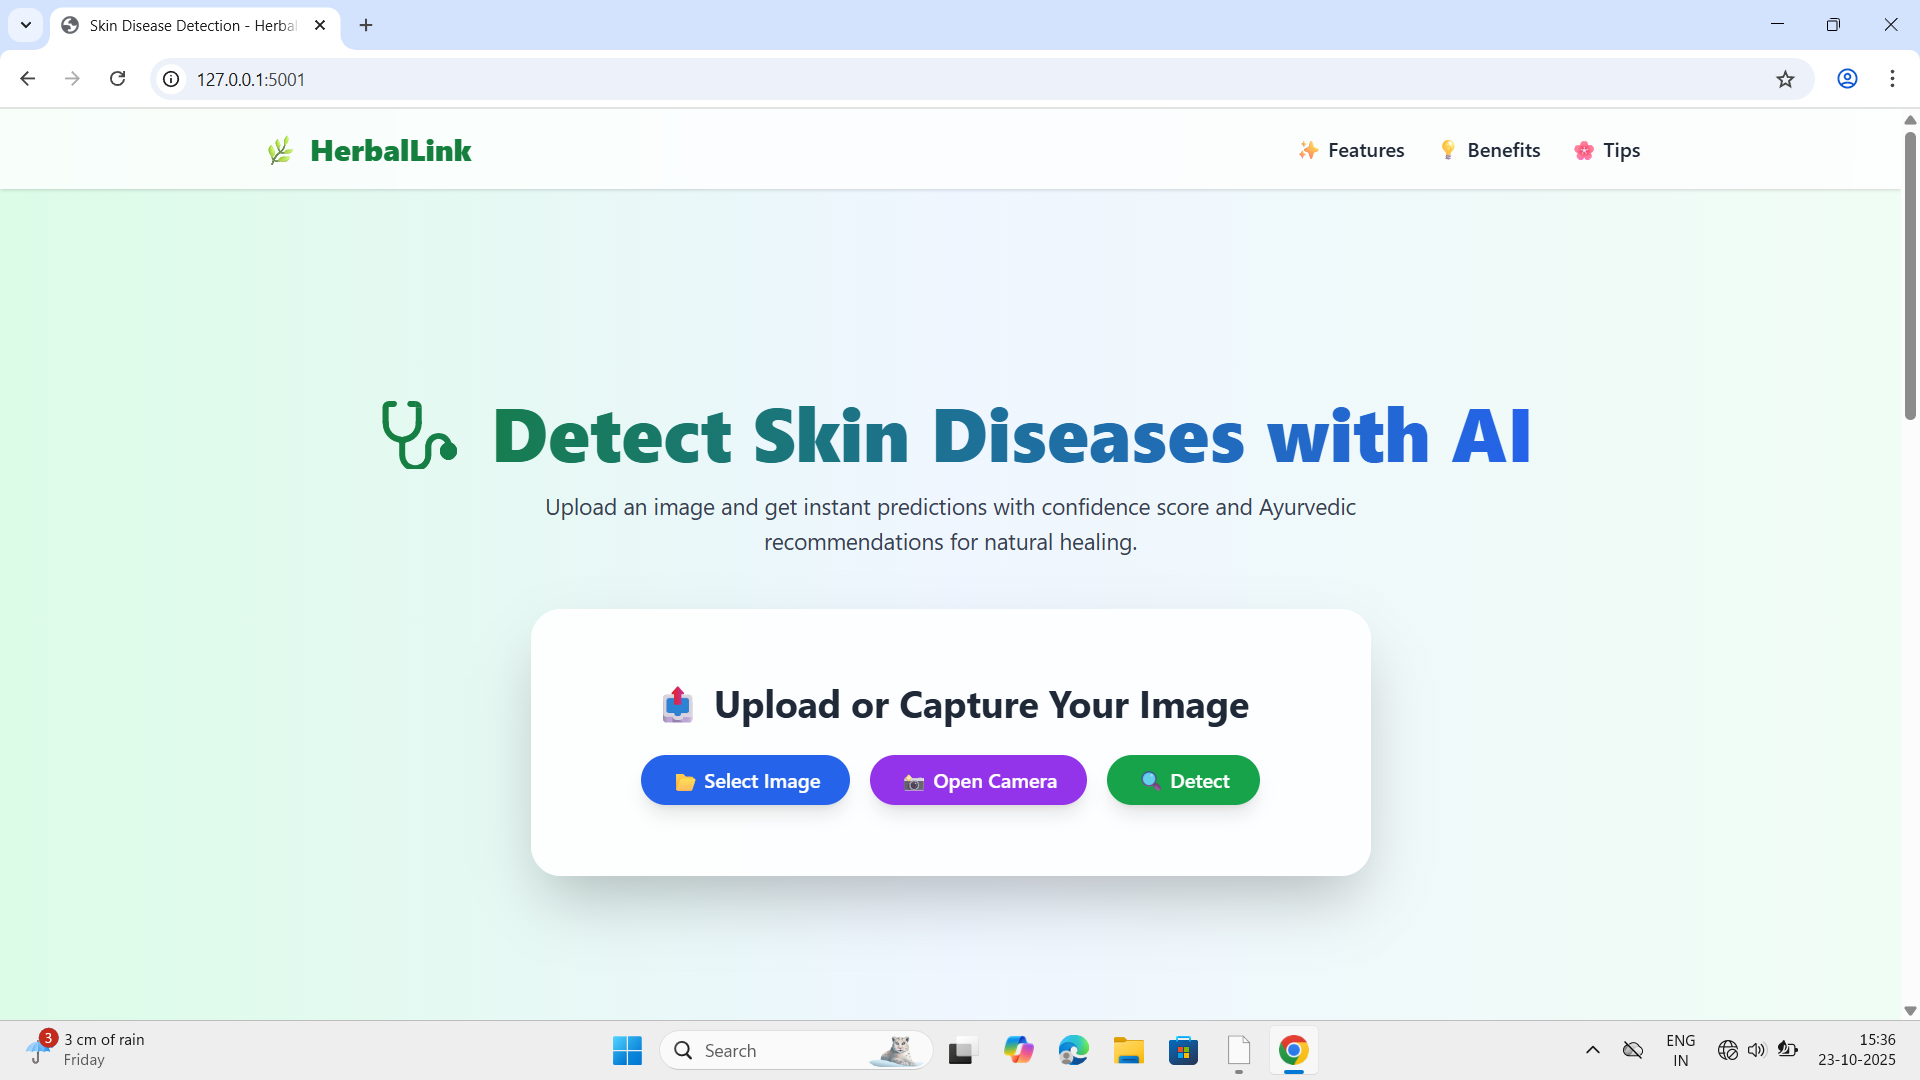 Skin Disease Detection - Herbal
127.0.0.1:5001
HerbalLink
Features
Benefits
Tips
Detect Skin Diseases with AI
Upload an image and get instant predictions with confidence score and Ayurvedic
recommendations for natural healing.
Upload or Capture Your Image
Select Image
Open Camera
Detect
3
3 cm of rain
Friday
Search
ENG
IN
15:36
23-10-2025